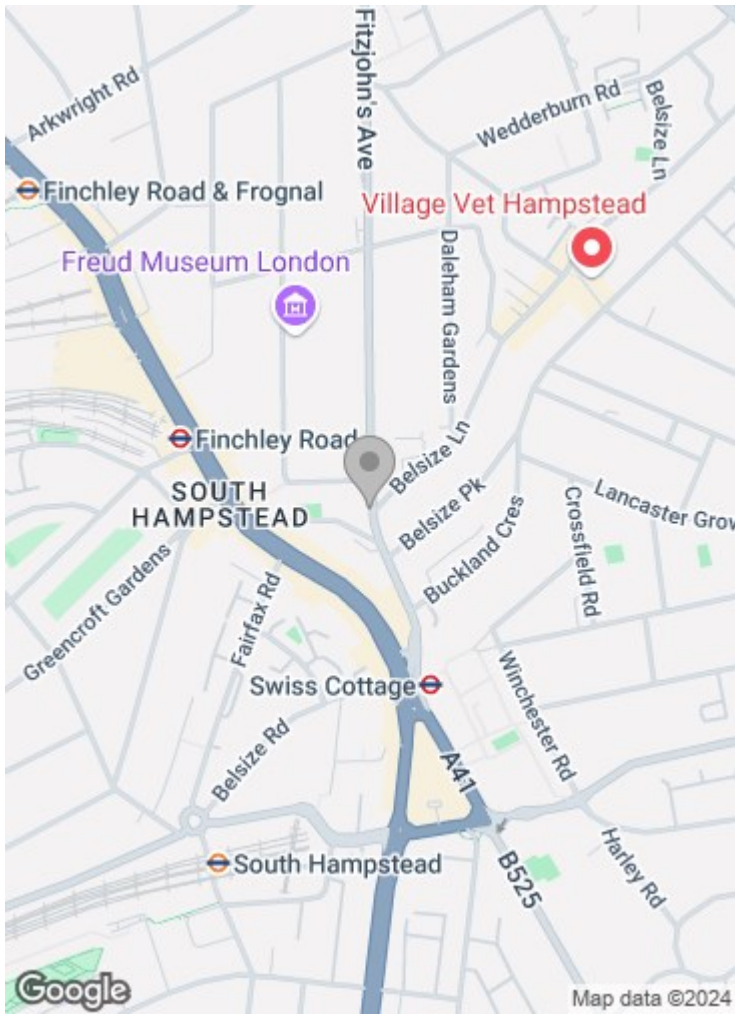 Fitzjohn's Ave
Arkwright Rd
Wedderburn Rd
Belsize Ln
Finchley Road & Frognal
Village Vet Hampstead
Freud Museum London
Daleham Gardens
Finchley Road
Belsize Ln
SOUTH
HAMPSTEAD
Belsize Pk
Lancaster Grov
Buckland Cres
Crossfield Rd
Greencroft Gardens
Fairfax Rd
Swiss Cottage
Winchester Rd
Belsize Rd
A41
South Hampstead
B525
Harley Rd
Google
Map data ©2024